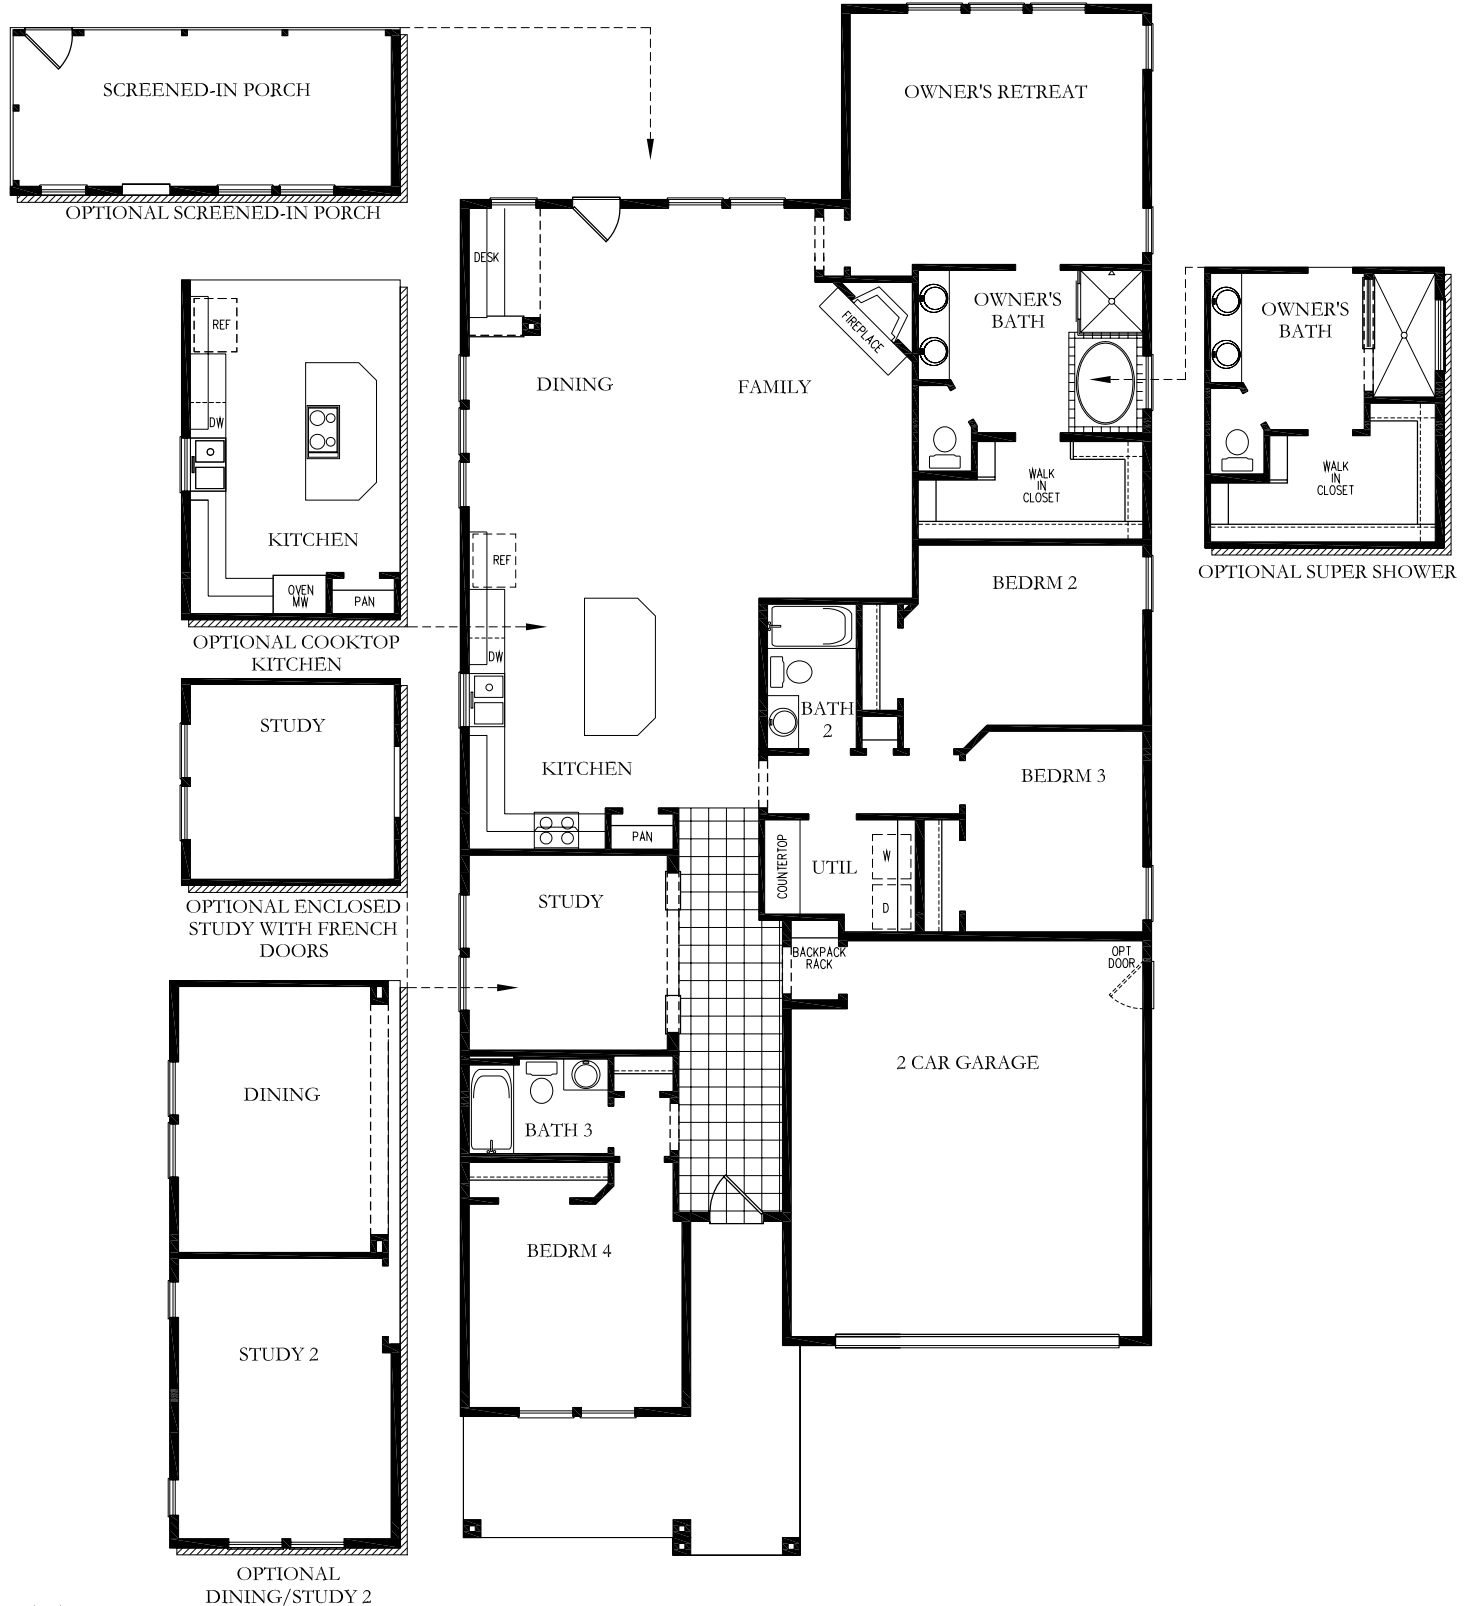 SCREENED-IN PORCH
OPTIONAL SCREENED-IN PORCH
OWNER'S RETREAT
DESK
FIREPLACE
OWNER'S
BATH
DINING
FAMILY
WALK
IN
CLOSET
OWNER'S
BATH
WALK
IN
CLOSET
OPTIONAL SUPER SHOWER
REF
DW
KITCHEN
OVEN
MW
PAN
OPTIONAL COOKTOP
KITCHEN
REF
DW
KITCHEN
PAN
BEDRM 2
BATH
2
BEDRM 3
STUDY
OPTIONAL ENCLOSED
STUDY WITH FRENCH
DOORS
COUNTERTOP
UTIL
W
D
STUDY
BACKPACK
RACK
OPT
DOOR
2 CAR GARAGE
DINING
BATH 3
BEDRM 4
STUDY 2
OPTIONAL
DINING/STUDY 2